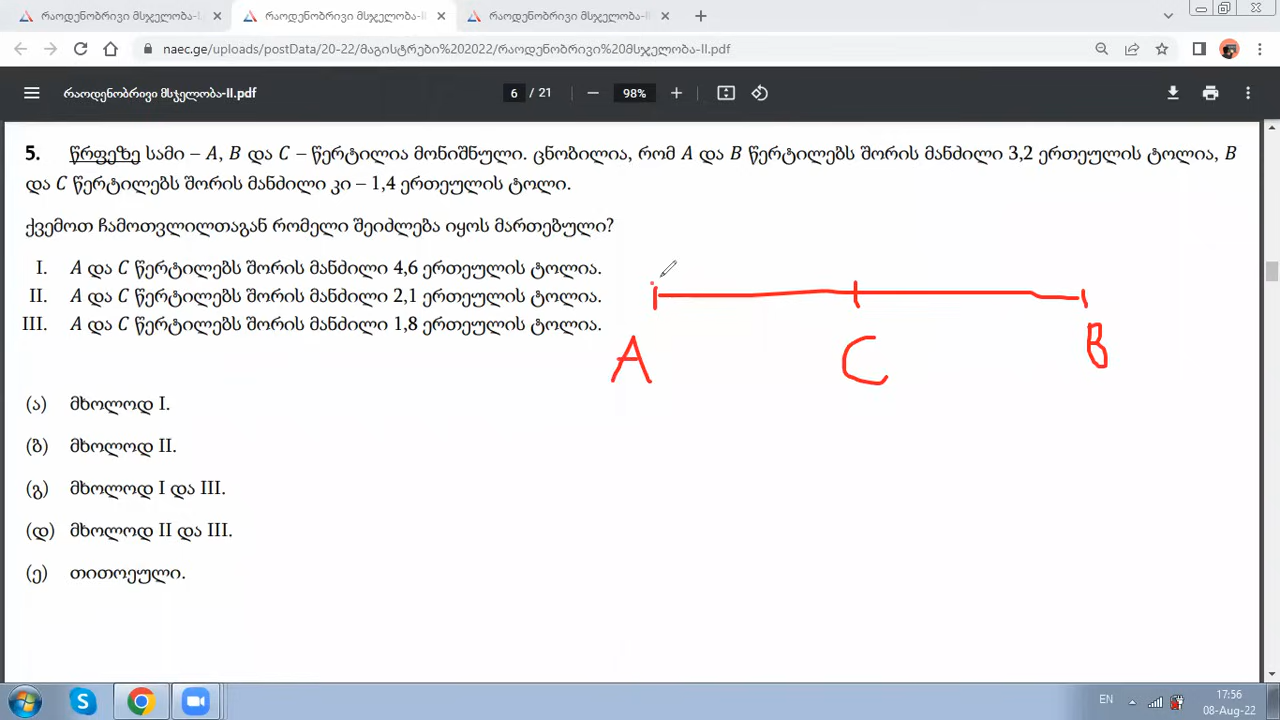 რაოდენობრივი მსჯელობა- რაოდენობრივი მსჯელობა-II რაოდენობრივი მსჯელობა-II
naec.ge/uploads/postData/20-22/მაგისტრები%202022/რაოდენობრივი%20მსჯელობა-II.pdf
რაოდენობრივი მსჯელობა-II.pdf 6 / 21 98%
5. წრფეზე სამი – A, B და C – წერტილია მონიშნული. ცნობილია, რომ A და B წერტილებს შორის მანძილი 3,2 ერთეულის ტოლია, B
და C წერტილებს შორის მანძილი კი – 1,4 ერთეულის ტოლი.
ქვემოთ ჩამოთვლილთაგან რომელი შეიძლება იყოს მართებული?
I. A და C წერტილებს შორის მანძილი 4,6 ერთეულის ტოლია.
II. A და C წერტილებს შორის მანძილი 2,1 ერთეულის ტოლია.
III. A და C წერტილებს შორის მანძილი 1,8 ერთეულის ტოლია.
A C B
(ა) მხოლოდ I.
(ბ) მხოლოდ II.
(გ) მხოლოდ I და III.
(დ) მხოლოდ II და III.
(ე) თითოეული.
EN 17:56
08-Aug-22